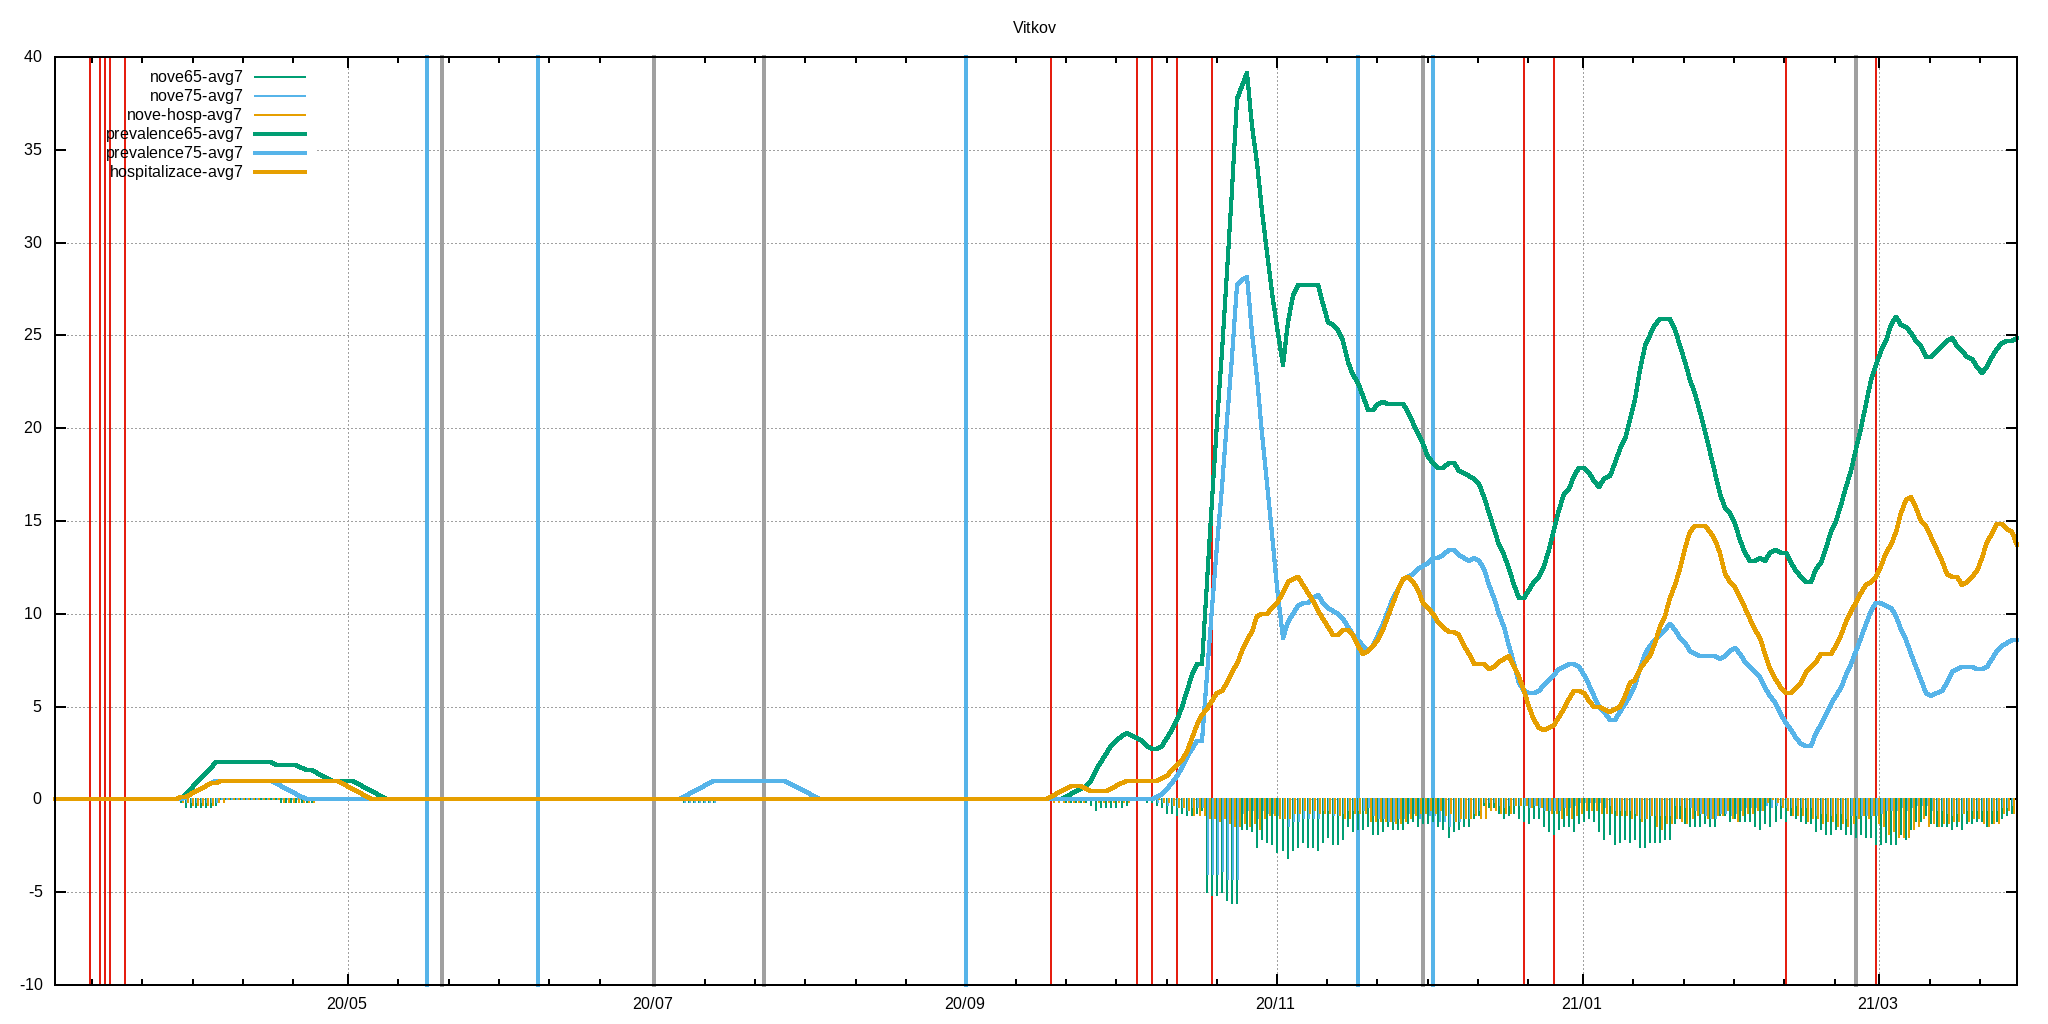 Vitkov
40
nove65-avg7
nove75-avg7
nove-hosp-avg7
prevalence65-avg7
prevalence75-avg7
hospitalizace-avg7
35
30
25
20
15
10
5
0
-5
-10
20/05 20/07 20/09 20/11 21/01 21/03